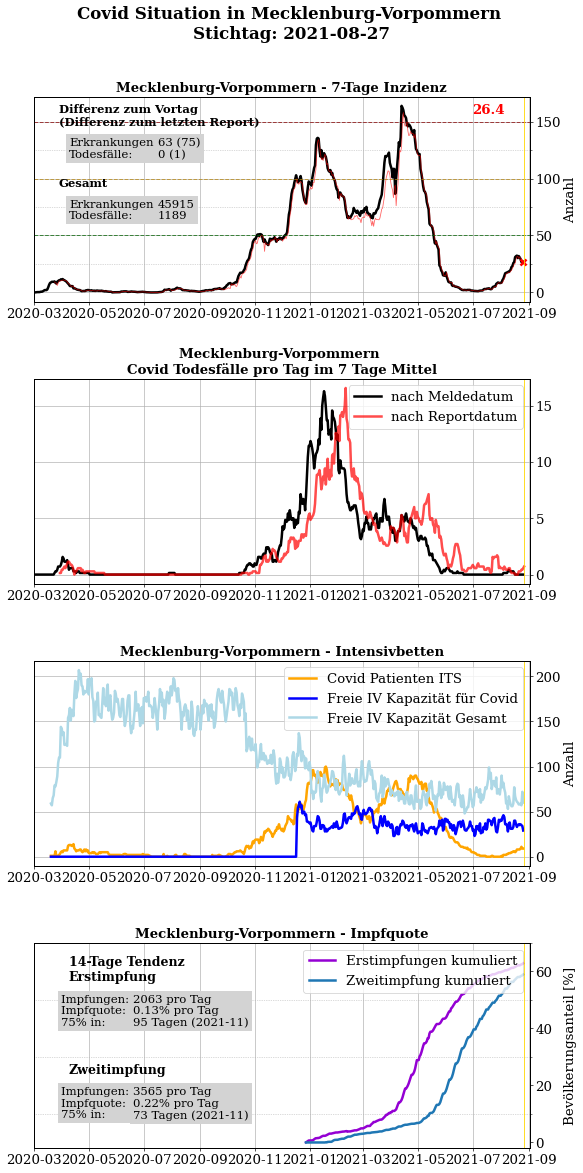 Covid Situation in Mecklenburg-Vorpommern
Stichtag: 2021-08-27
Mecklenburg-Vorpommern - 7-Tage Inzidenz
Differenz zum Vortag
(Differenz zum letzten Report)
Erkrankungen 63 (75)
Todesfälle: 0 (1)
Gesamt
Erkrankungen 45915
Todesfälle: 1189
26.4
150
100
50
0
Anzahl
2020-03 2020-05 2020-07 2020-09 2020-11 2021-01 2021-03 2021-05 2021-07 2021-09
Mecklenburg-Vorpommern
Covid Todesfälle pro Tag im 7 Tage Mittel
nach Meldedatum
nach Reportdatum
15
10
5
0
2020-03 2020-05 2020-07 2020-09 2020-11 2021-01 2021-03 2021-05 2021-07 2021-09
Mecklenburg-Vorpommern - Intensivbetten
Covid Patienten ITS
Freie IV Kapazität für Covid
Freie IV Kapazität Gesamt
200
150
100
50
0
Anzahl
2020-03 2020-05 2020-07 2020-09 2020-11 2021-01 2021-03 2021-05 2021-07 2021-09
Mecklenburg-Vorpommern - Impfquote
14-Tage Tendenz
Erstimpfung
Impfungen: 2063 pro Tag
Impfquote: 0.13% pro Tag
75% in: 95 Tagen (2021-11)
Zweitimpfung
Impfungen: 3565 pro Tag
Impfquote: 0.22% pro Tag
75% in: 73 Tagen (2021-11)
Erstimpfungen kumuliert
Zweitimpfung kumuliert
60
40
20
0
Bevölkerungsanteil [%]
2020-03 2020-05 2020-07 2020-09 2020-11 2021-01 2021-03 2021-05 2021-07 2021-09